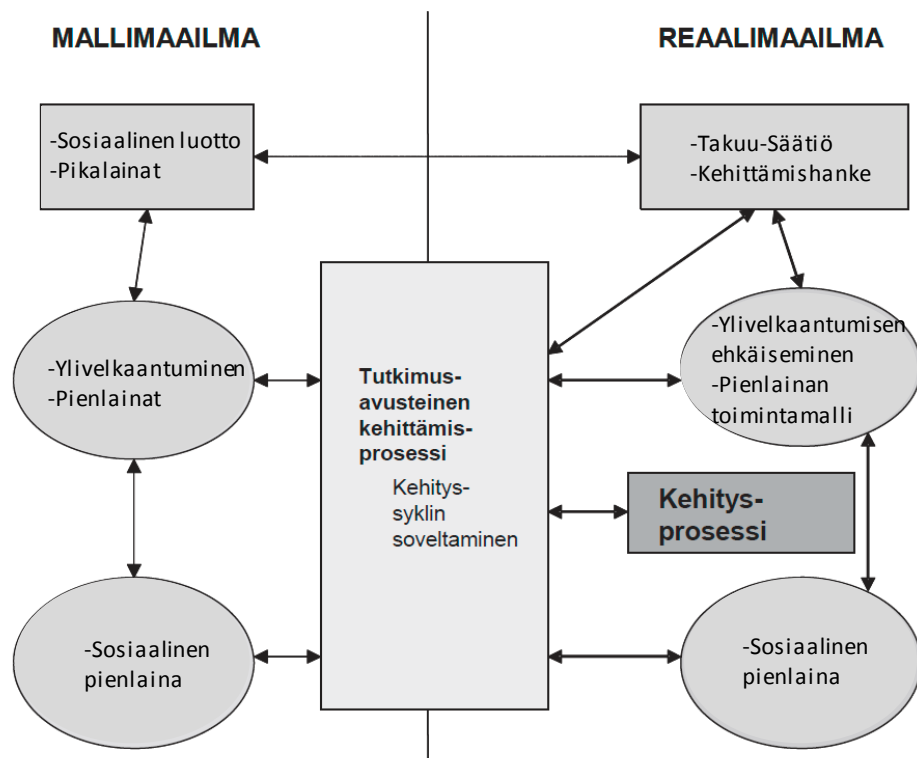 MALLIMAAILMA
REAALIMAAILMA
-Sosiaalinen luotto
-Pikalainat
-Takuu-Säätiö
-Kehittämishanke
-Ylivelkaantuminen
-Pienlainat
Tutkimus-
avusteinen
kehittämis-
prosessi
Kehitys-
syklin
soveltaminen
-Ylivelkaantumisen
ehkäiseminen
-Pienlainan
toimintamalli
Kehitys-
prosessi
-Sosiaalinen
pienlaina
-Sosiaalinen
pienlaina